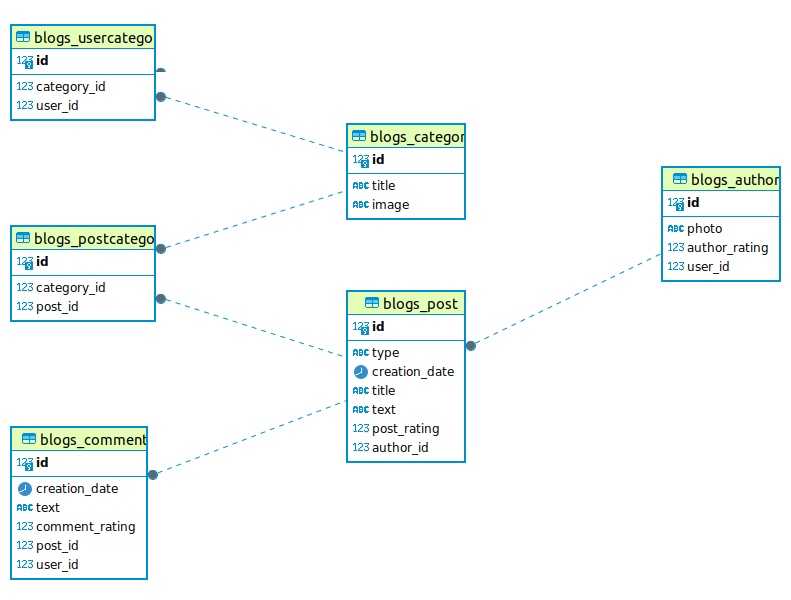 blogs_usercatego
123 id
123 category_id
123 user_id
blogs_categor
123 id
ABC title
ABC image
blogs_author
123 id
ABC photo
123 author_rating
123 user_id
blogs_postcatego
123 id
123 category_id
123 post_id
blogs_post
123 id
ABC type
creation_date
ABC title
ABC text
123 post_rating
123 author_id
blogs_comment
123 id
creation_date
ABC text
123 comment_rating
123 post_id
123 user_id